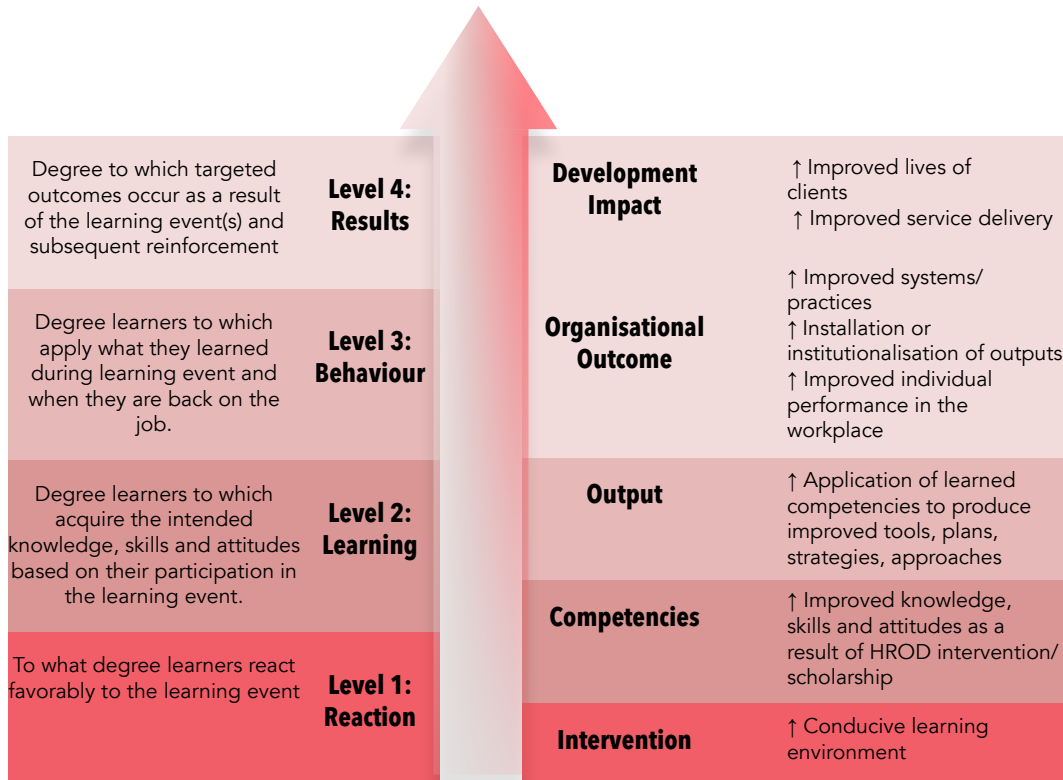 Degree to which targeted
outcomes occur as a result
of the learning event(s) and
subsequent reinforcement
Level 4:
Results
Degree learners to which
apply what they learned
during learning event and
when they are back on the
job.
Level 3:
Behaviour
Degree learners to which
acquire the intended
knowledge, skills and attitudes
based on their participation in
the learning event.
Level 2:
Learning
To what degree learners react
favorably to the learning event
Level 1:
Reaction
Development
Impact
↑ Improved lives of
clients
↑ Improved service delivery
Organisational
Outcome
↑ Improved systems/
practices
↑ Installation or
institutionalisation of outputs
↑ Improved individual
performance in the
workplace
Output
↑ Application of learned
competencies to produce
improved tools, plans,
strategies, approaches
Competencies
↑ Improved knowledge,
skills and attitudes as a
result of HROD intervention/
scholarship
Intervention
↑ Conducive learning
environment